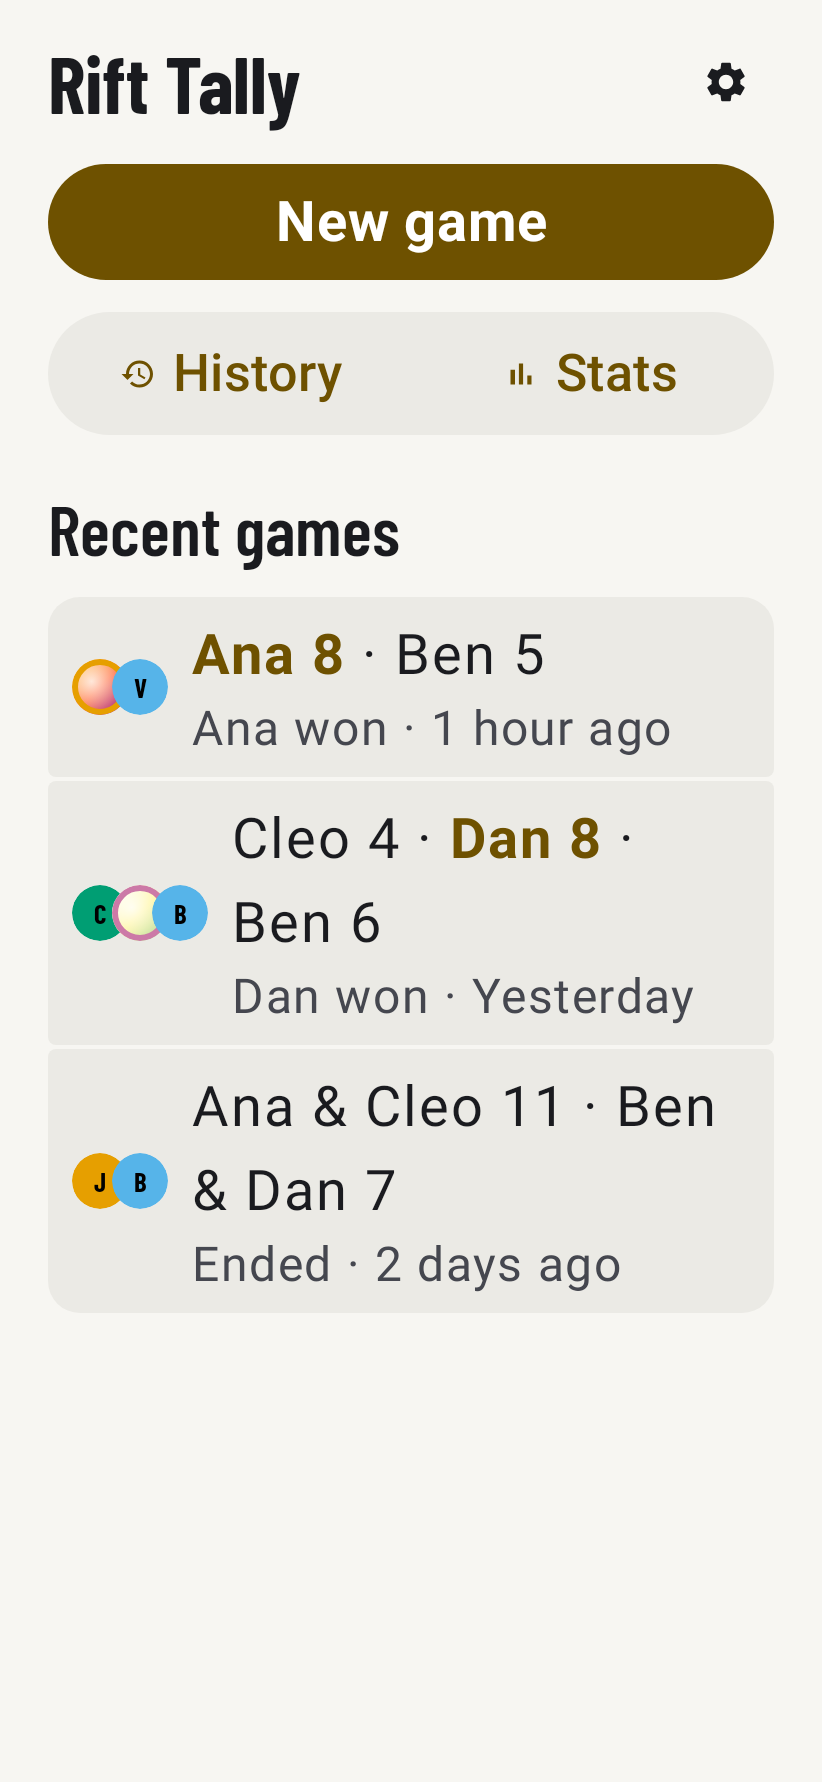 Rift Tally
New game
History
Stats
Recent games
V
Ana 8 · Ben 5
Ana won · 1 hour ago
C
B
Cleo 4 · Dan 8 ·
Ben 6
Dan won · Yesterday
J
B
Ana & Cleo 11 · Ben
& Dan 7
Ended · 2 days ago